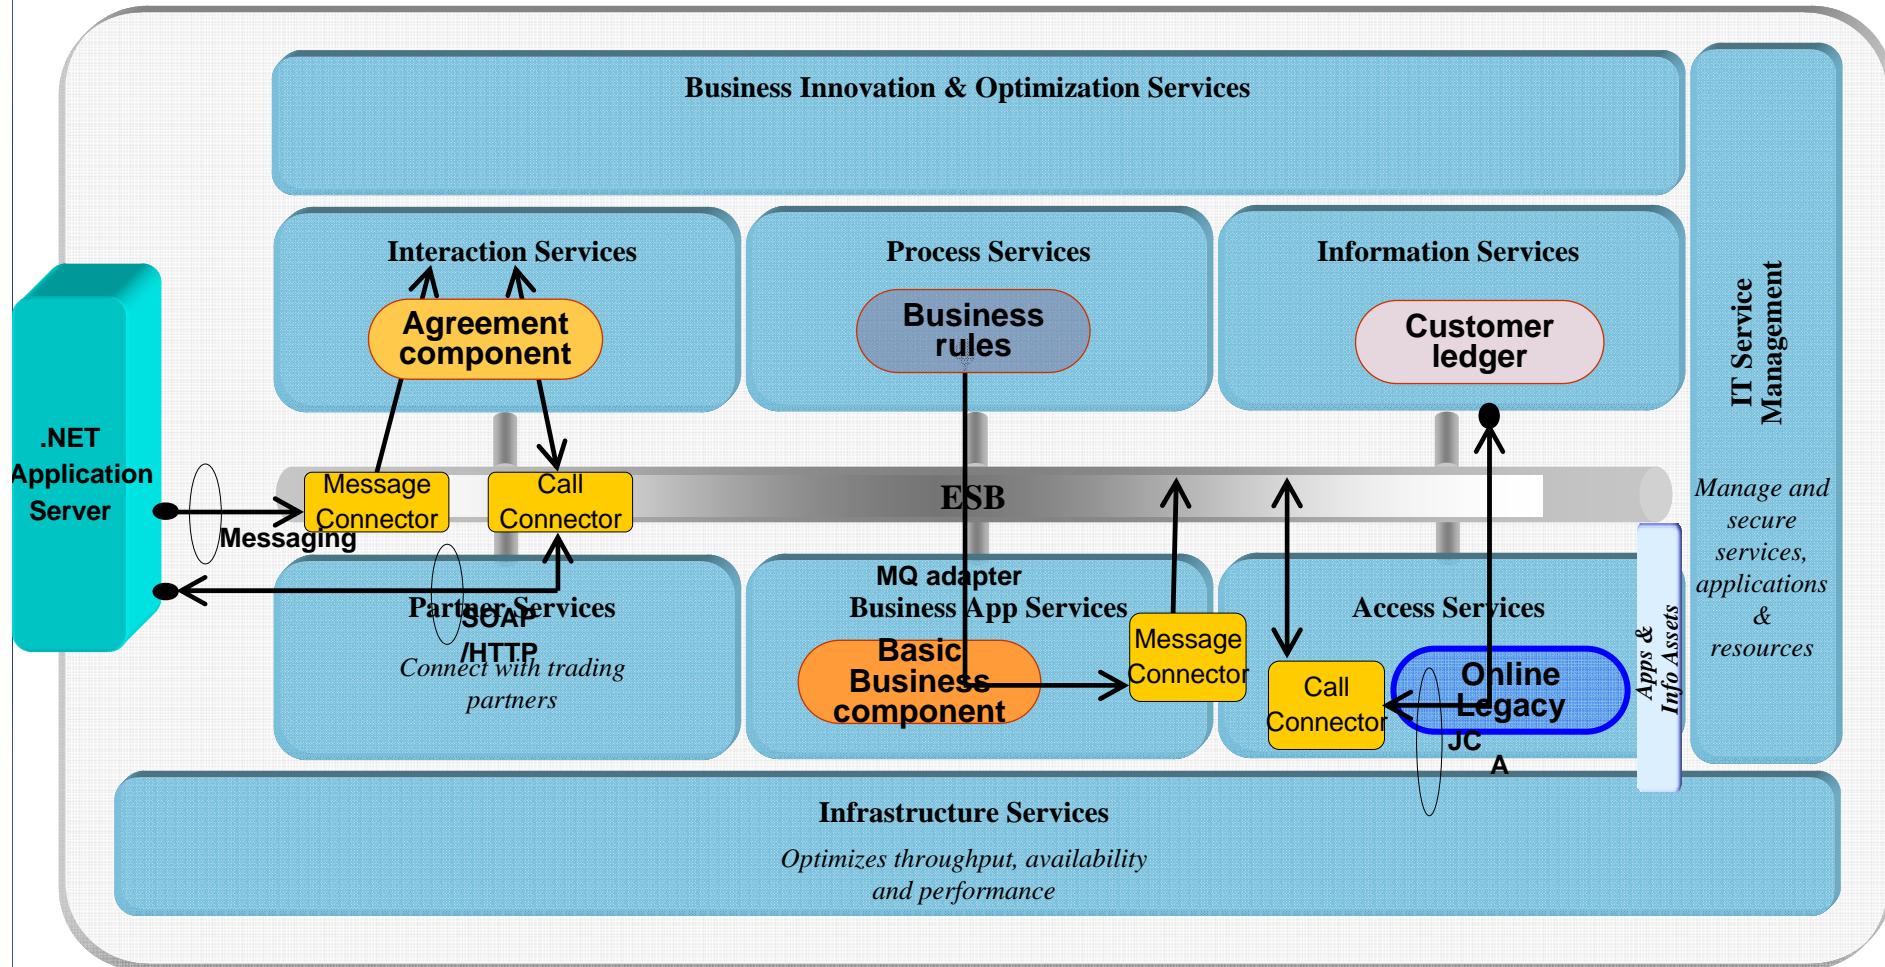 Business Innovation & Optimization Services
Interaction Services
Process Services
Information Services
Agreement
component
Business
rules
Customer
ledger
IT Service
Management
Manage and
secure
services,
applications
&
resources
.NET
Application
Server
Message
Connector
Call
Connector
ESB
Messaging
MQ adapter
Partner Services
SOAP
/HTTP
Connect with trading
partners
Business App Services
Basic
Business
component
Message
Connector
Access Services
Call
Connector
Online
Legacy
JC
A
Apps &
Info Assets
Infrastructure Services
Optimizes throughput, availability
and performance